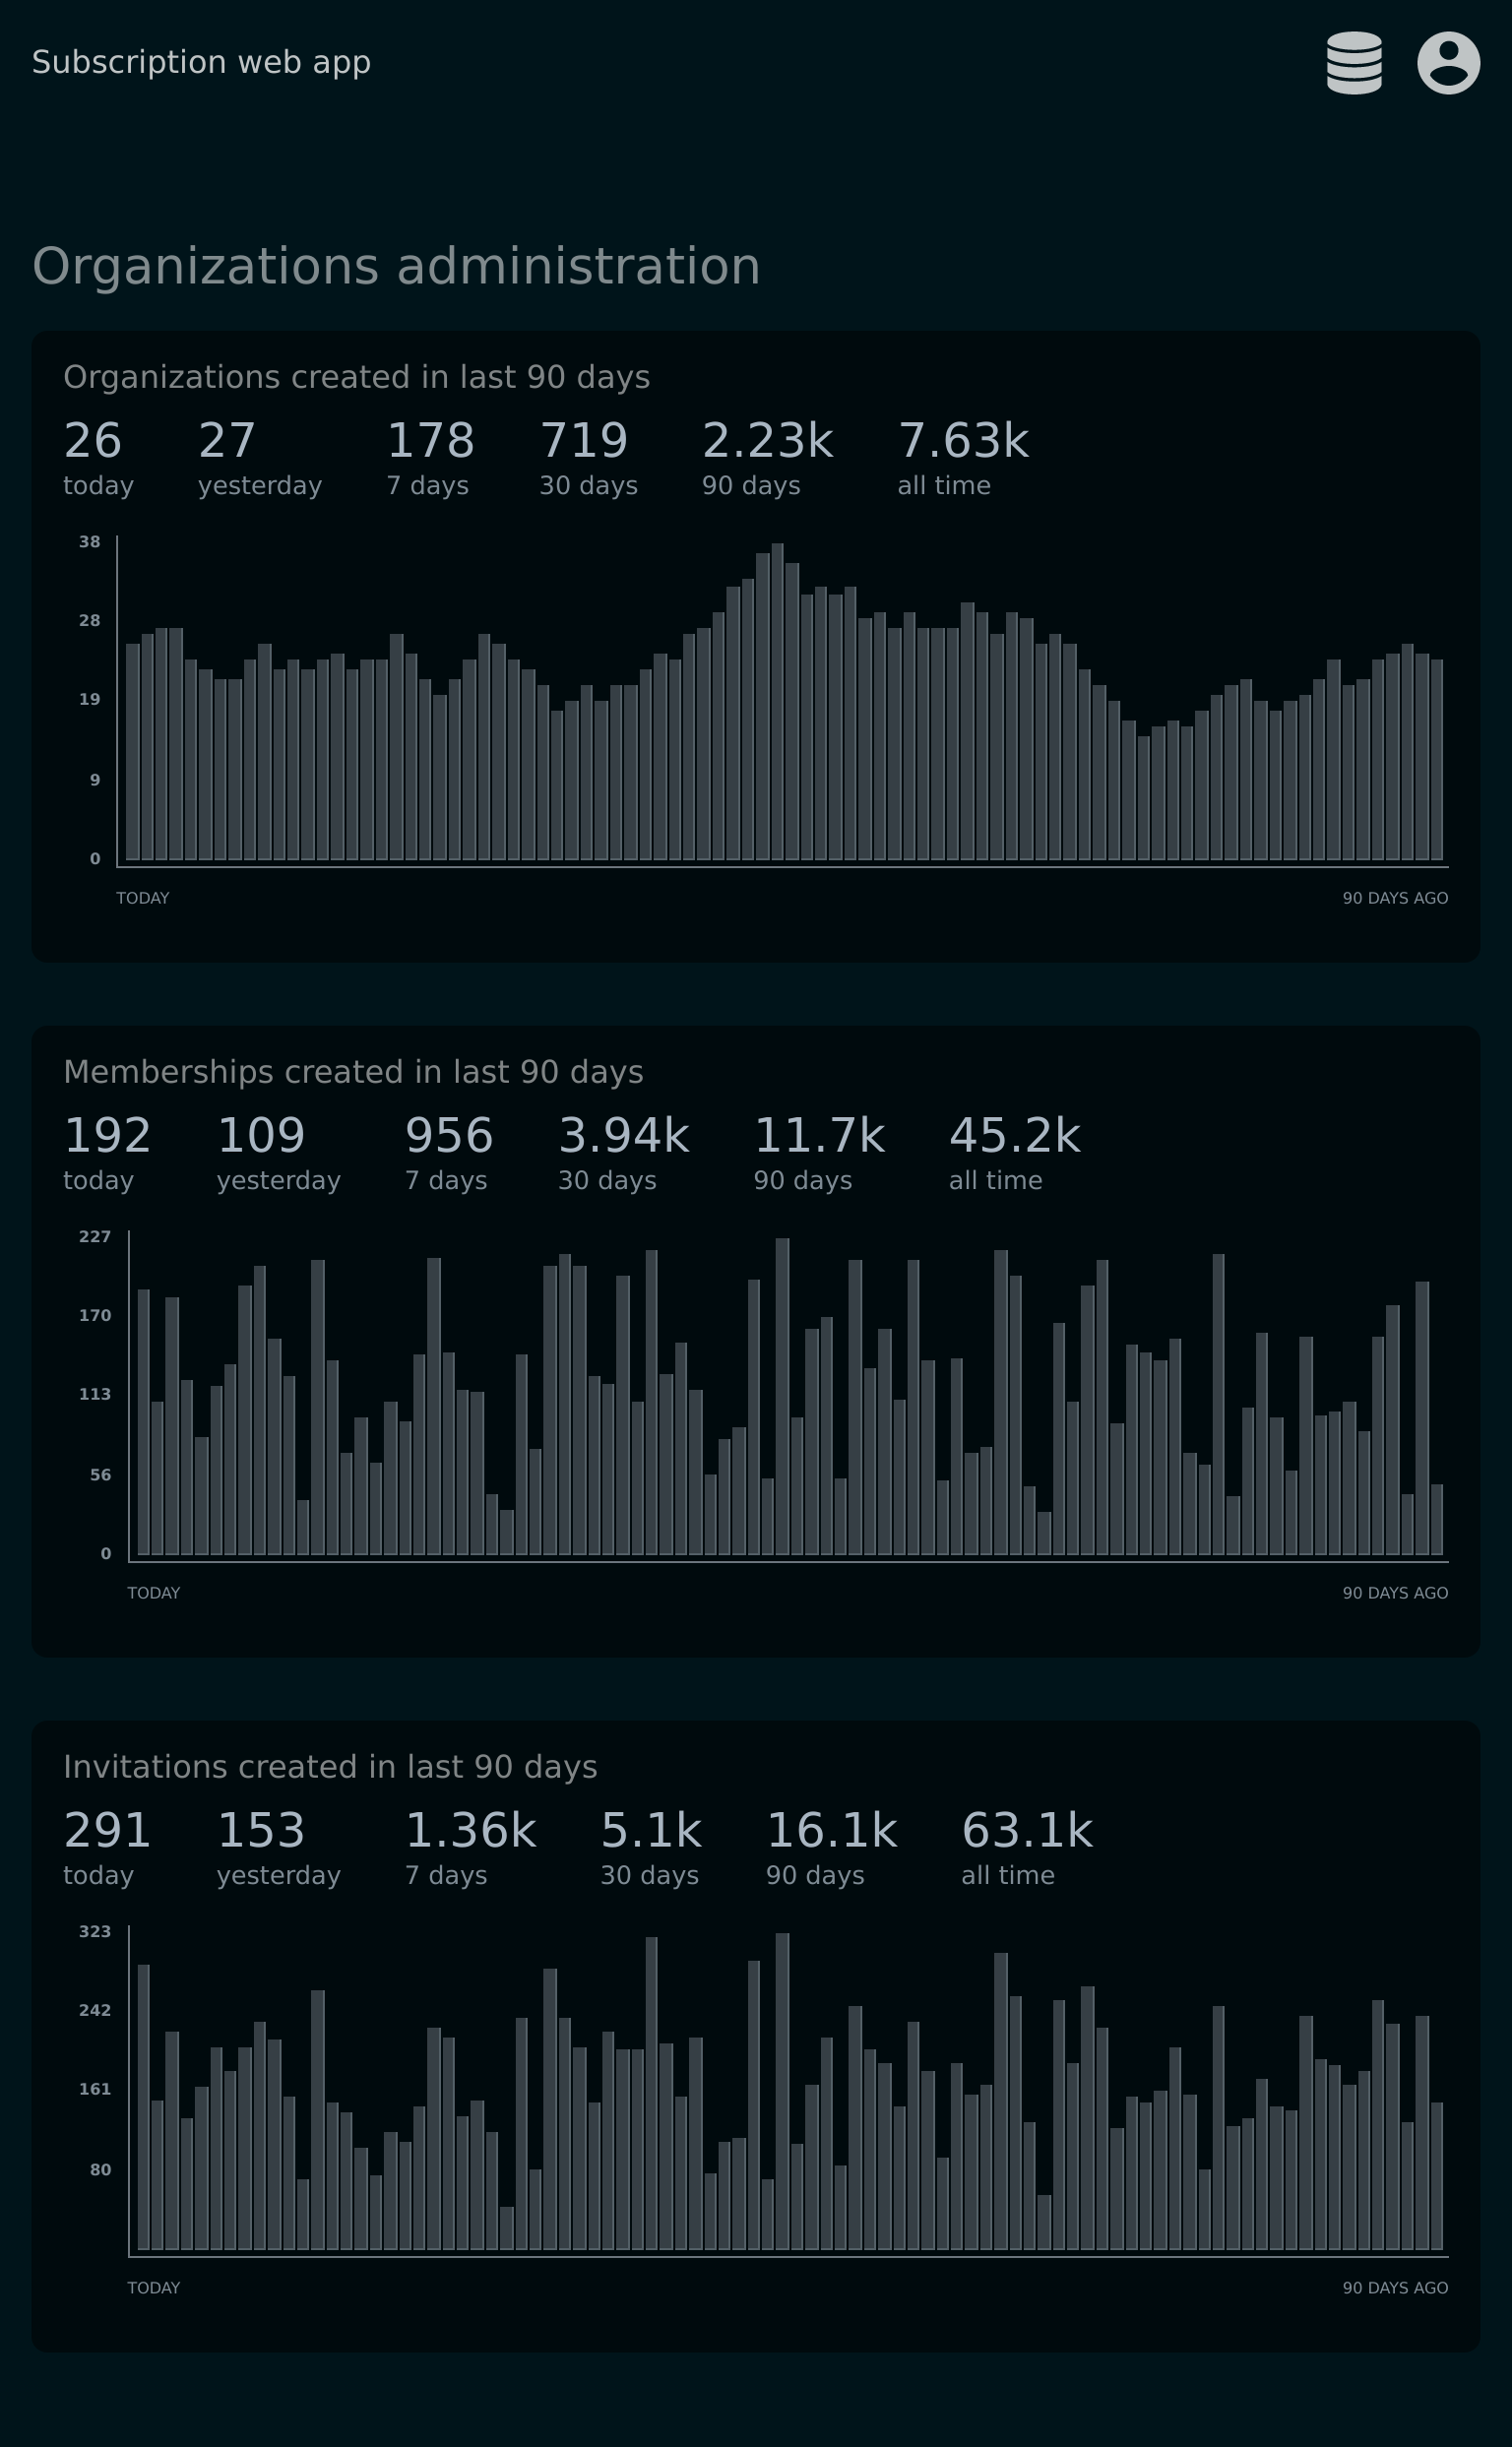 Subscription web app
Organizations administration
Organizations created in last 90 days
26 27 178 719 2.23k 7.63k
today yesterday 7 days 30 days 90 days all time
38
28
19
9
0
TODAY 90 DAYS AGO
Memberships created in last 90 days
192 109 956 3.94k 11.7k 45.2k
today yesterday 7 days 30 days 90 days all time
227
170
113
56
0
TODAY 90 DAYS AGO
Invitations created in last 90 days
291 153 1.36k 5.1k 16.1k 63.1k
today yesterday 7 days 30 days 90 days all time
323
242
161
80
TODAY 90 DAYS AGO